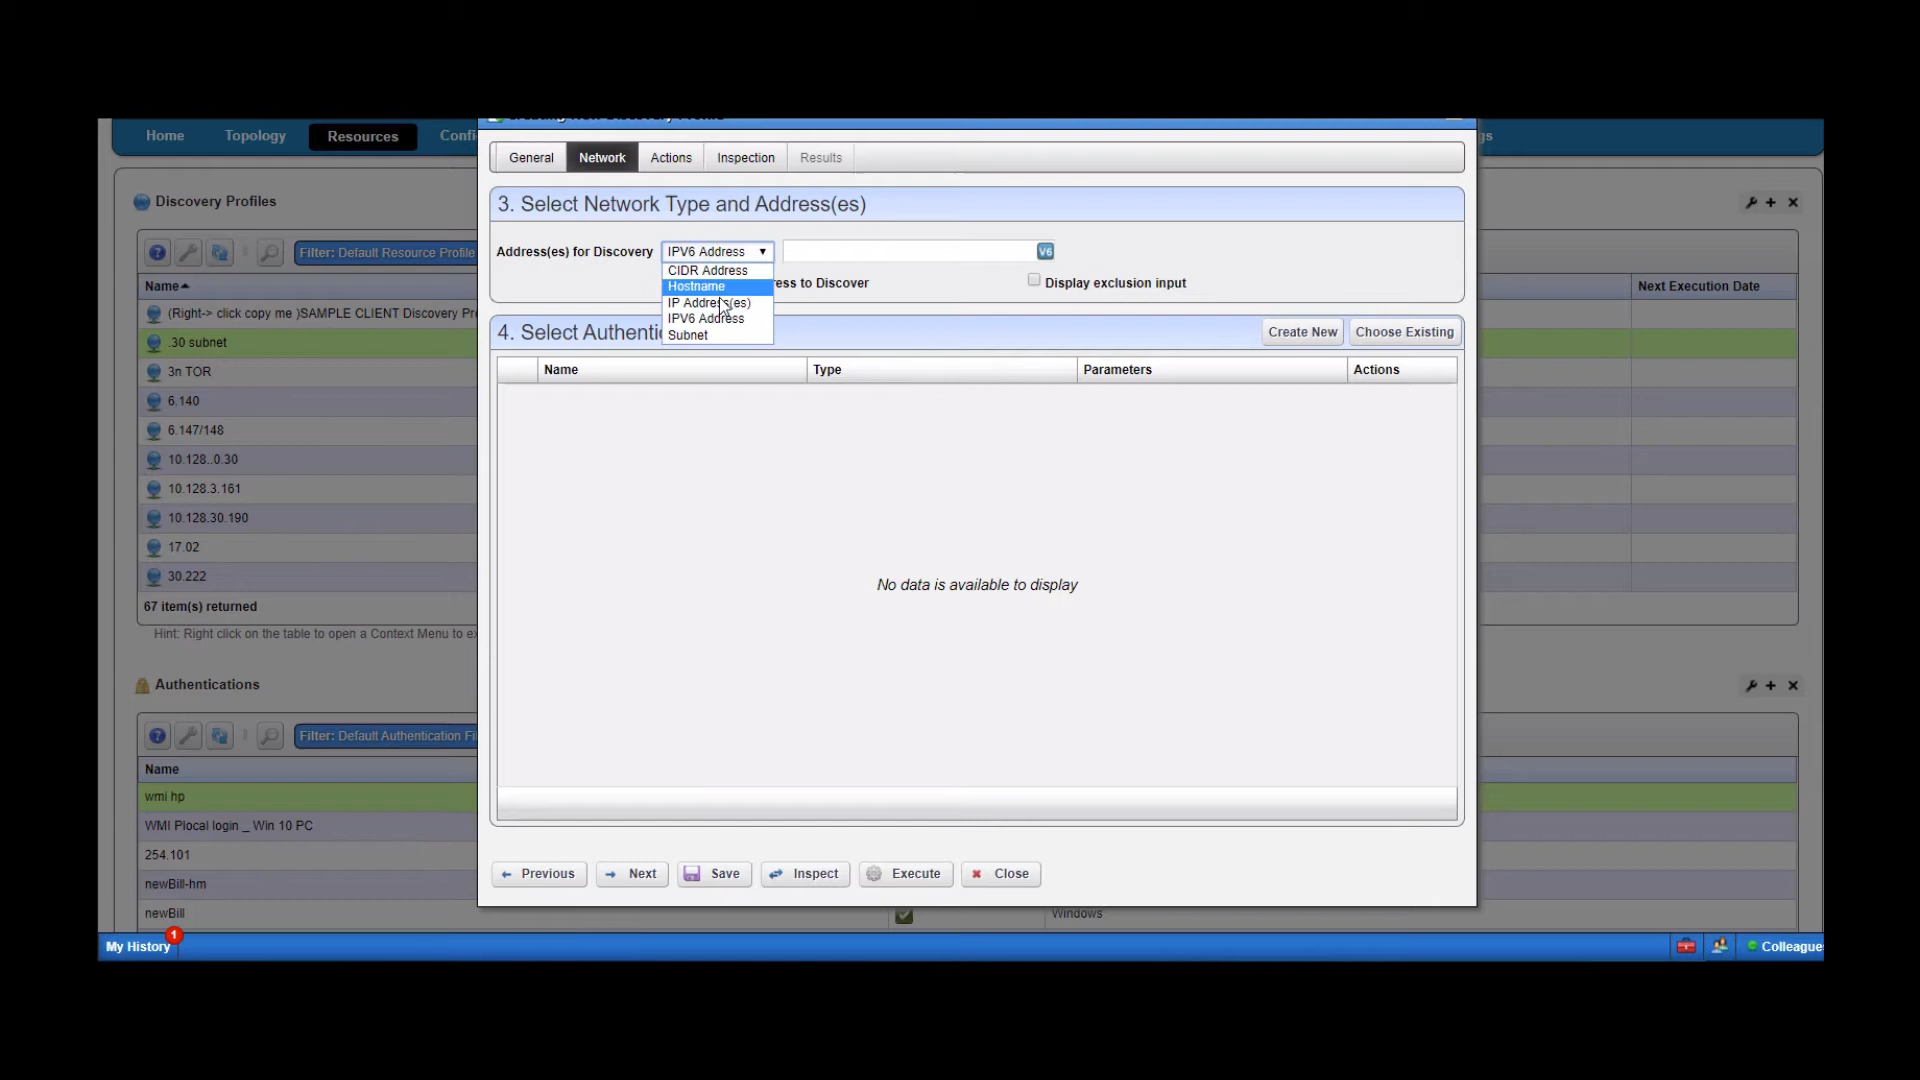 Home Topology Resources
General Network Actions Inspection Results
Discovery Profiles
3. Select Network Type and Address(es)
Filter: Default Resource Profile
Address(es) for Discovery IPV6 Address V6
CIDR Address
Hostname
IP Address(es)
IPV6 Address
Subnet
to Discover
Display exclusion input
Name
Next Execution Date
(Right-> click copy me )SAMPLE CLIENT Discovery
.30 subnet
3n TOR
6.140
6.147/148
10.128..0.30
10.128.3.161
10.128.30.190
17.02
30.222
67 item(s) returned
Hint: Right click on the table to open a Context Menu to
4. Select
Create New Choose Existing
Name Type Parameters Actions
No data is available to display
Authentications
Filter: Default Authentication
Name
wmi hp
WMI Plocal login _ Win 10 PC
254.101
newBill-hm
newBill Windows
Previous Next Save Inspect Execute Close
My History 1